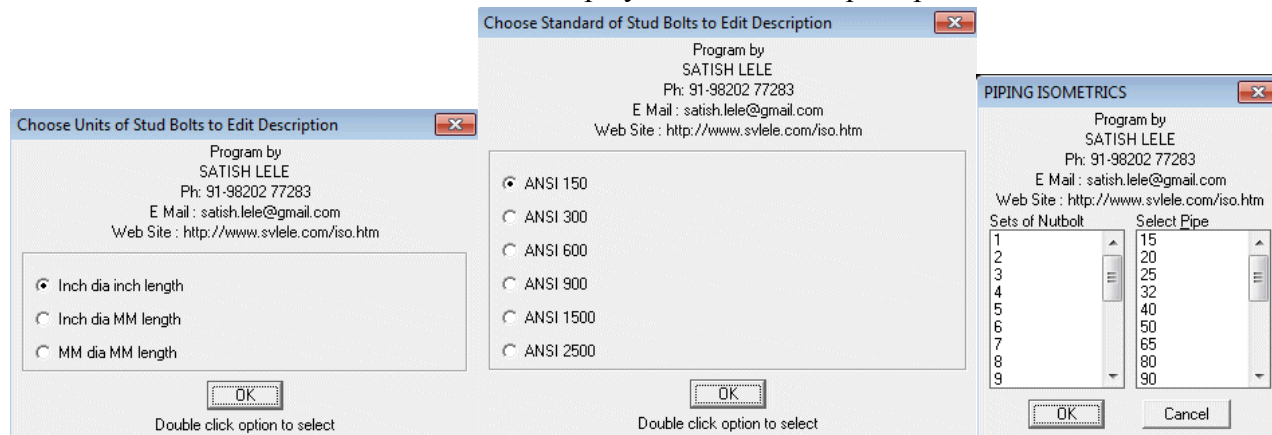 Choose Units of Stud Bolts to Edit Description
Program by
SATISH LELE
Ph: 91-98202 77283
E Mail : satish.lele@gmail.com
Web Site : http://www.svlele.com/iso.htm
Inch dia inch length
Inch dia MM length
MM dia MM length
OK
Double click option to select
Choose Standard of Stud Bolts to Edit Description
Program by
SATISH LELE
Ph: 91-98202 77283
E Mail : satish.lele@gmail.com
Web Site : http://www.svlele.com/iso.htm
ANSI 150
ANSI 300
ANSI 600
ANSI 900
ANSI 1500
ANSI 2500
OK
Double click option to select
PIPING ISOMETRICS
Program by
SATISH LELE
Ph: 91-98202 77283
E Mail : satish.lele@gmail.com
Web Site : http://www.svlele.com/iso.htm
Sets of Nutbolt
1
2
3
4
5
6
7
8
9
Select Pipe
15
20
25
32
40
50
65
80
90
OK
Cancel